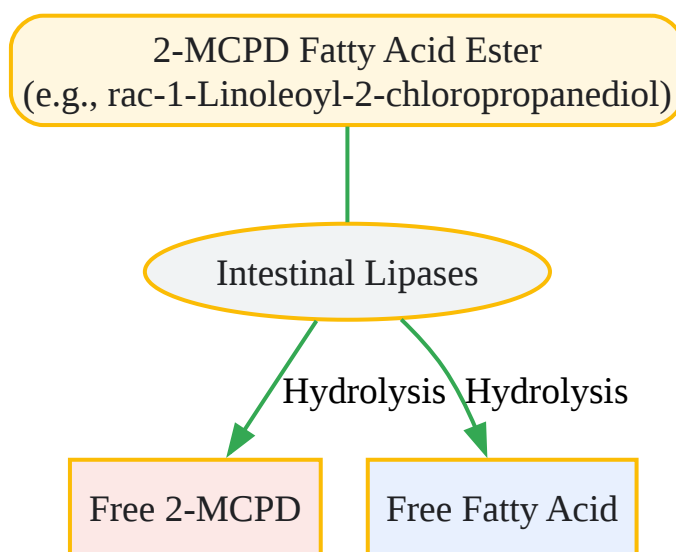 2-MCPD Fatty Acid Ester
(e.g., rac-1-Linoleoyl-2-chloropropanediol)
Intestinal Lipases
Hydrolysis
Hydrolysis
Free 2-MCPD
Free Fatty Acid